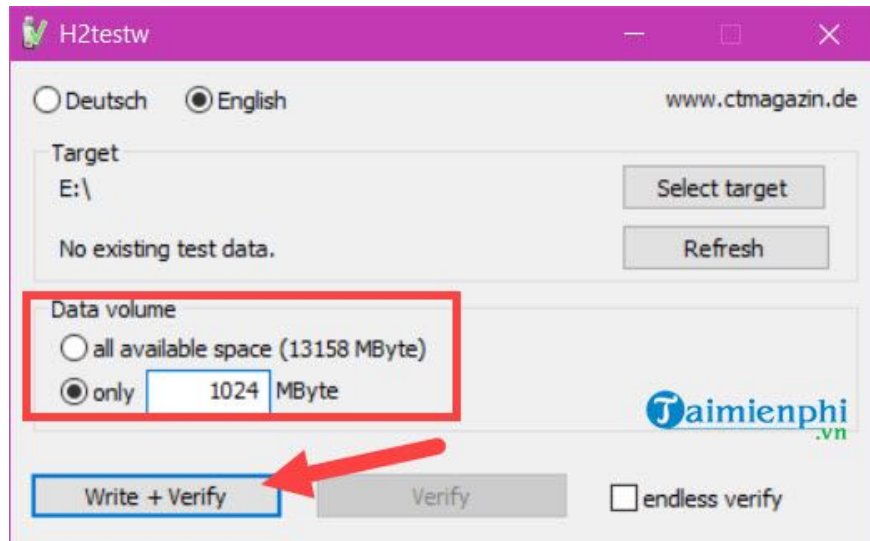 H2testw
Deutsch English www.ctmagazin.de
Target
E:\ Select target
No existing test data. Refresh
Data volume
all available space (13158 MByte)
only 1024 MByte
Taimienphi
.vn
Write + Verify Verify endless verify